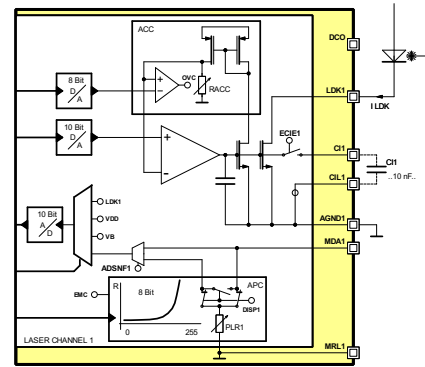 ACC
DCO
8 Bit
D
A
OVC
RACC
LDK1
I LDK
10 Bit
D
A
ECIE1
CI1
CI1
..10 nF..
CIL1
LDK1
10 Bit
A
D
VDD
AGND1
VB
MDA1
ADSNF1
APC
R
8 Bit
EMC
DISP1
PLR1
0
255
LASER CHANNEL 1
MRL1